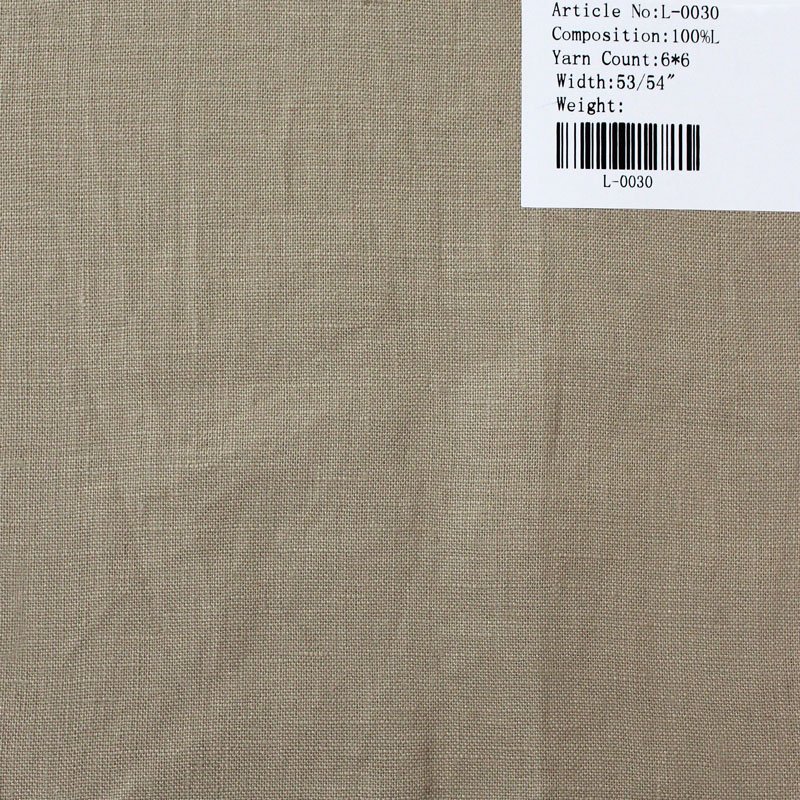 Article No:L-0030
Composition:100%L
Yarn Count:6*6
Width:53/54"
Weight:
L-0030